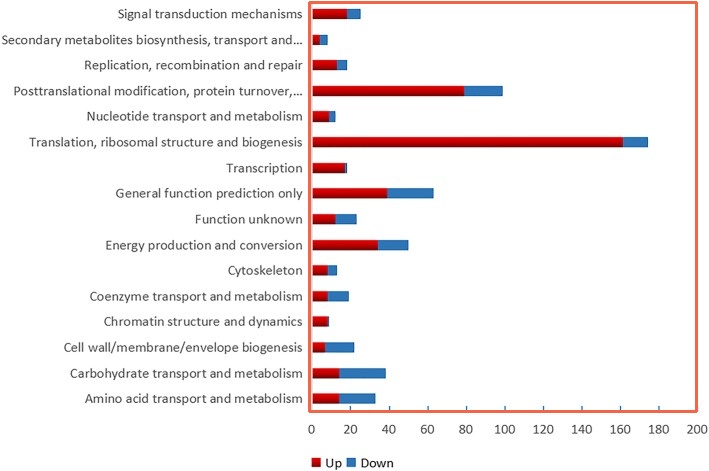 Signal transduction mechanisms
Secondary metabolites biosynthesis, transport and...
Replication, recombination and repair
Posttranslational modification, protein turnover,...
Nucleotide transport and metabolism
Translation, ribosomal structure and biogenesis
Transcription
General function prediction only
Function unknown
Energy production and conversion
Cytoskeleton
Coenzyme transport and metabolism
Chromatin structure and dynamics
Cell wall/membrane/envelope biogenesis
Carbohydrate transport and metabolism
Amino acid transport and metabolism
0 20 40 60 80 100 120 140 160 180 200
Up Down